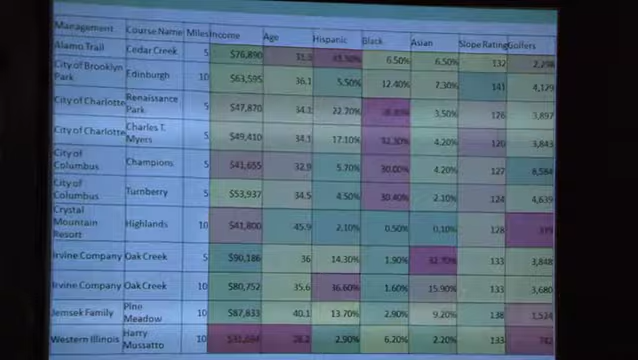 Management Course Name Miles Income Age Hispanic Black Asian Slope Rating Golfers
Alamo Trail Cedar Creek 5 $76,890 6.50% 6.50% 132 2,298
City of Brooklyn Park Edinburgh 10 $63,595 36.1 5.50% 12.40% 7.30% 141 4,129
City of Charlotte Renaissance Park 5 $47,870 34.1 22.70% 3.50% 126 3,897
City of Charlotte Charles T. Myers 5 $49,410 34.1 17.10% 4.20% 120 3,843
City of Columbus Champions 5 $41,655 32.9 5.70% 30.00% 4.20% 127 6,584
City of Columbus Turnberry 5 $53,937 34.5 4.50% 30.40% 2.10% 124 4,639
Crystal Mountain Resort Highlands 10 $41,800 45.9 2.10% 0.50% 0.10% 128
Irvine Company Oak Creek 5 $90,186 36 14.30% 1.90% 133 3,848
Irvine Company Oak Creek 10 $80,752 35.6 16.60% 1.60% 15.90% 133 3,680
Jemsek Family Pine Meadow 10 $87,833 40.1 13.70% 2.90% 9.20% 138 1,524
Western Illinois Harry Mussatto 10 2.90% 6.20% 2.20% 133